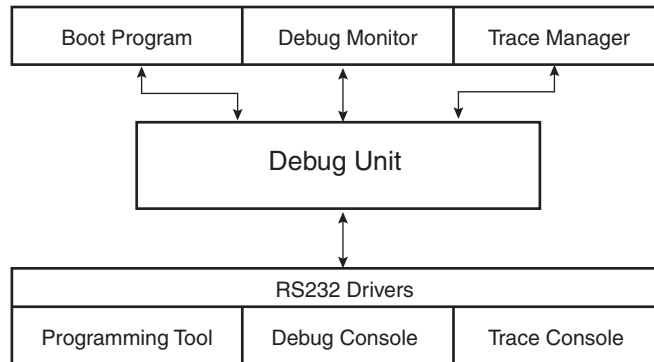 Boot Program
Debug Monitor
Trace Manager
Debug Unit
RS232 Drivers
Programming Tool
Debug Console
Trace Console